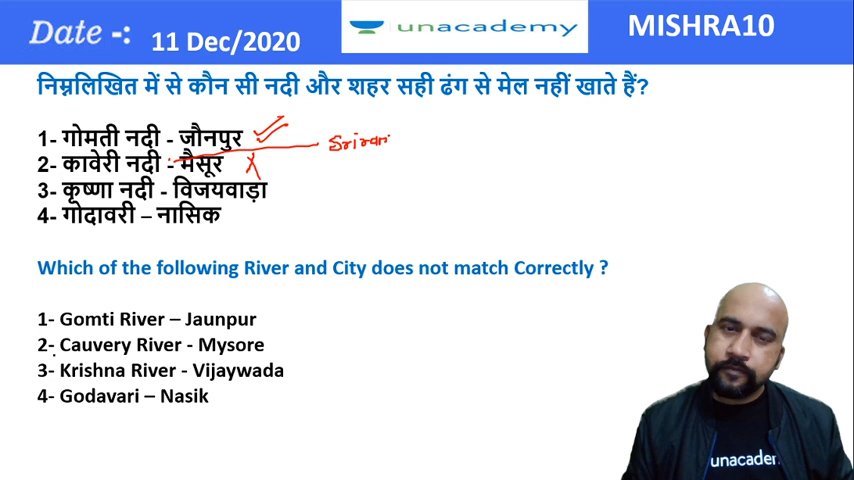 Date -: 11 Dec/2020
unacademy
MISHRA10
निम्नलिखित में से कौन सी नदी और शहर सही ढंग से मेल नहीं खाते हैं?
1- गोमती नदी - जौनपुर
2- कावेरी नदी - मैसूर
3- कृष्णा नदी - विजयवाड़ा
4- गोदावरी – नासिक
Which of the following River and City does not match Correctly ?
1- Gomti River – Jaunpur
2- Cauvery River - Mysore
3- Krishna River - Vijaywada
4- Godavari – Nasik